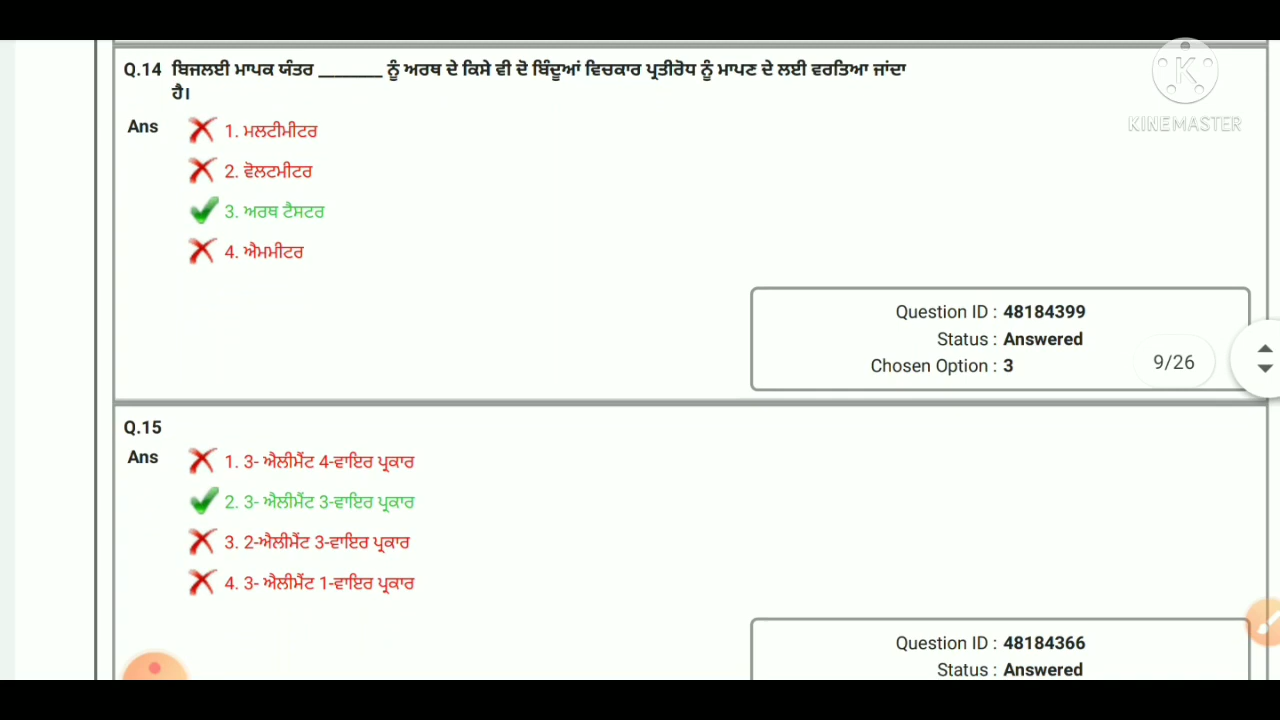 KINEMASTER
Q.14 ਬਿਜਲਈ ਮਾਪਕ ਯੰਤਰ _______ ਨੂੰ ਅਰਥ ਦੇ ਕਿਸੇ ਵੀ ਦੋ ਬਿੰਦੂਆਂ ਵਿਚਕਾਰ ਪ੍ਰਤੀਰੋਧ ਨੂੰ ਮਾਪਣ ਦੇ ਲਈ ਵਰਤਿਆ ਜਾਂਦਾ
ਹੈ।
Ans 1. ਮਲਟੀਮੀਟਰ
2. ਵੋਲਟਮੀਟਰ
3. ਅਰਥ ਟੈਸਟਰ
4. ਐਮਮੀਟਰ
Question ID : 48184399
Status : Answered
Chosen Option : 3
9/26
Q.15
Ans 1. 3- ਐਲੀਮੈਂਟ 4-ਵਾਇਰ ਪ੍ਰਕਾਰ
2. 3- ਐਲੀਮੈਂਟ 3-ਵਾਇਰ ਪ੍ਰਕਾਰ
3. 2-ਐਲੀਮੈਂਟ 3-ਵਾਇਰ ਪ੍ਰਕਾਰ
4. 3- ਐਲੀਮੈਂਟ 1-ਵਾਇਰ ਪ੍ਰਕਾਰ
Question ID : 48184366
Status : Answered